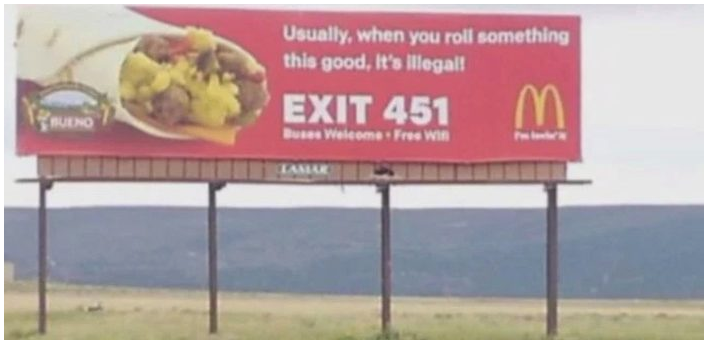 Usually, when you roll something
this good, it's illegal!
EXIT 451
Buses Welcome • Free Wifi
BUENO
M
i'm lovin' it
LAMAR